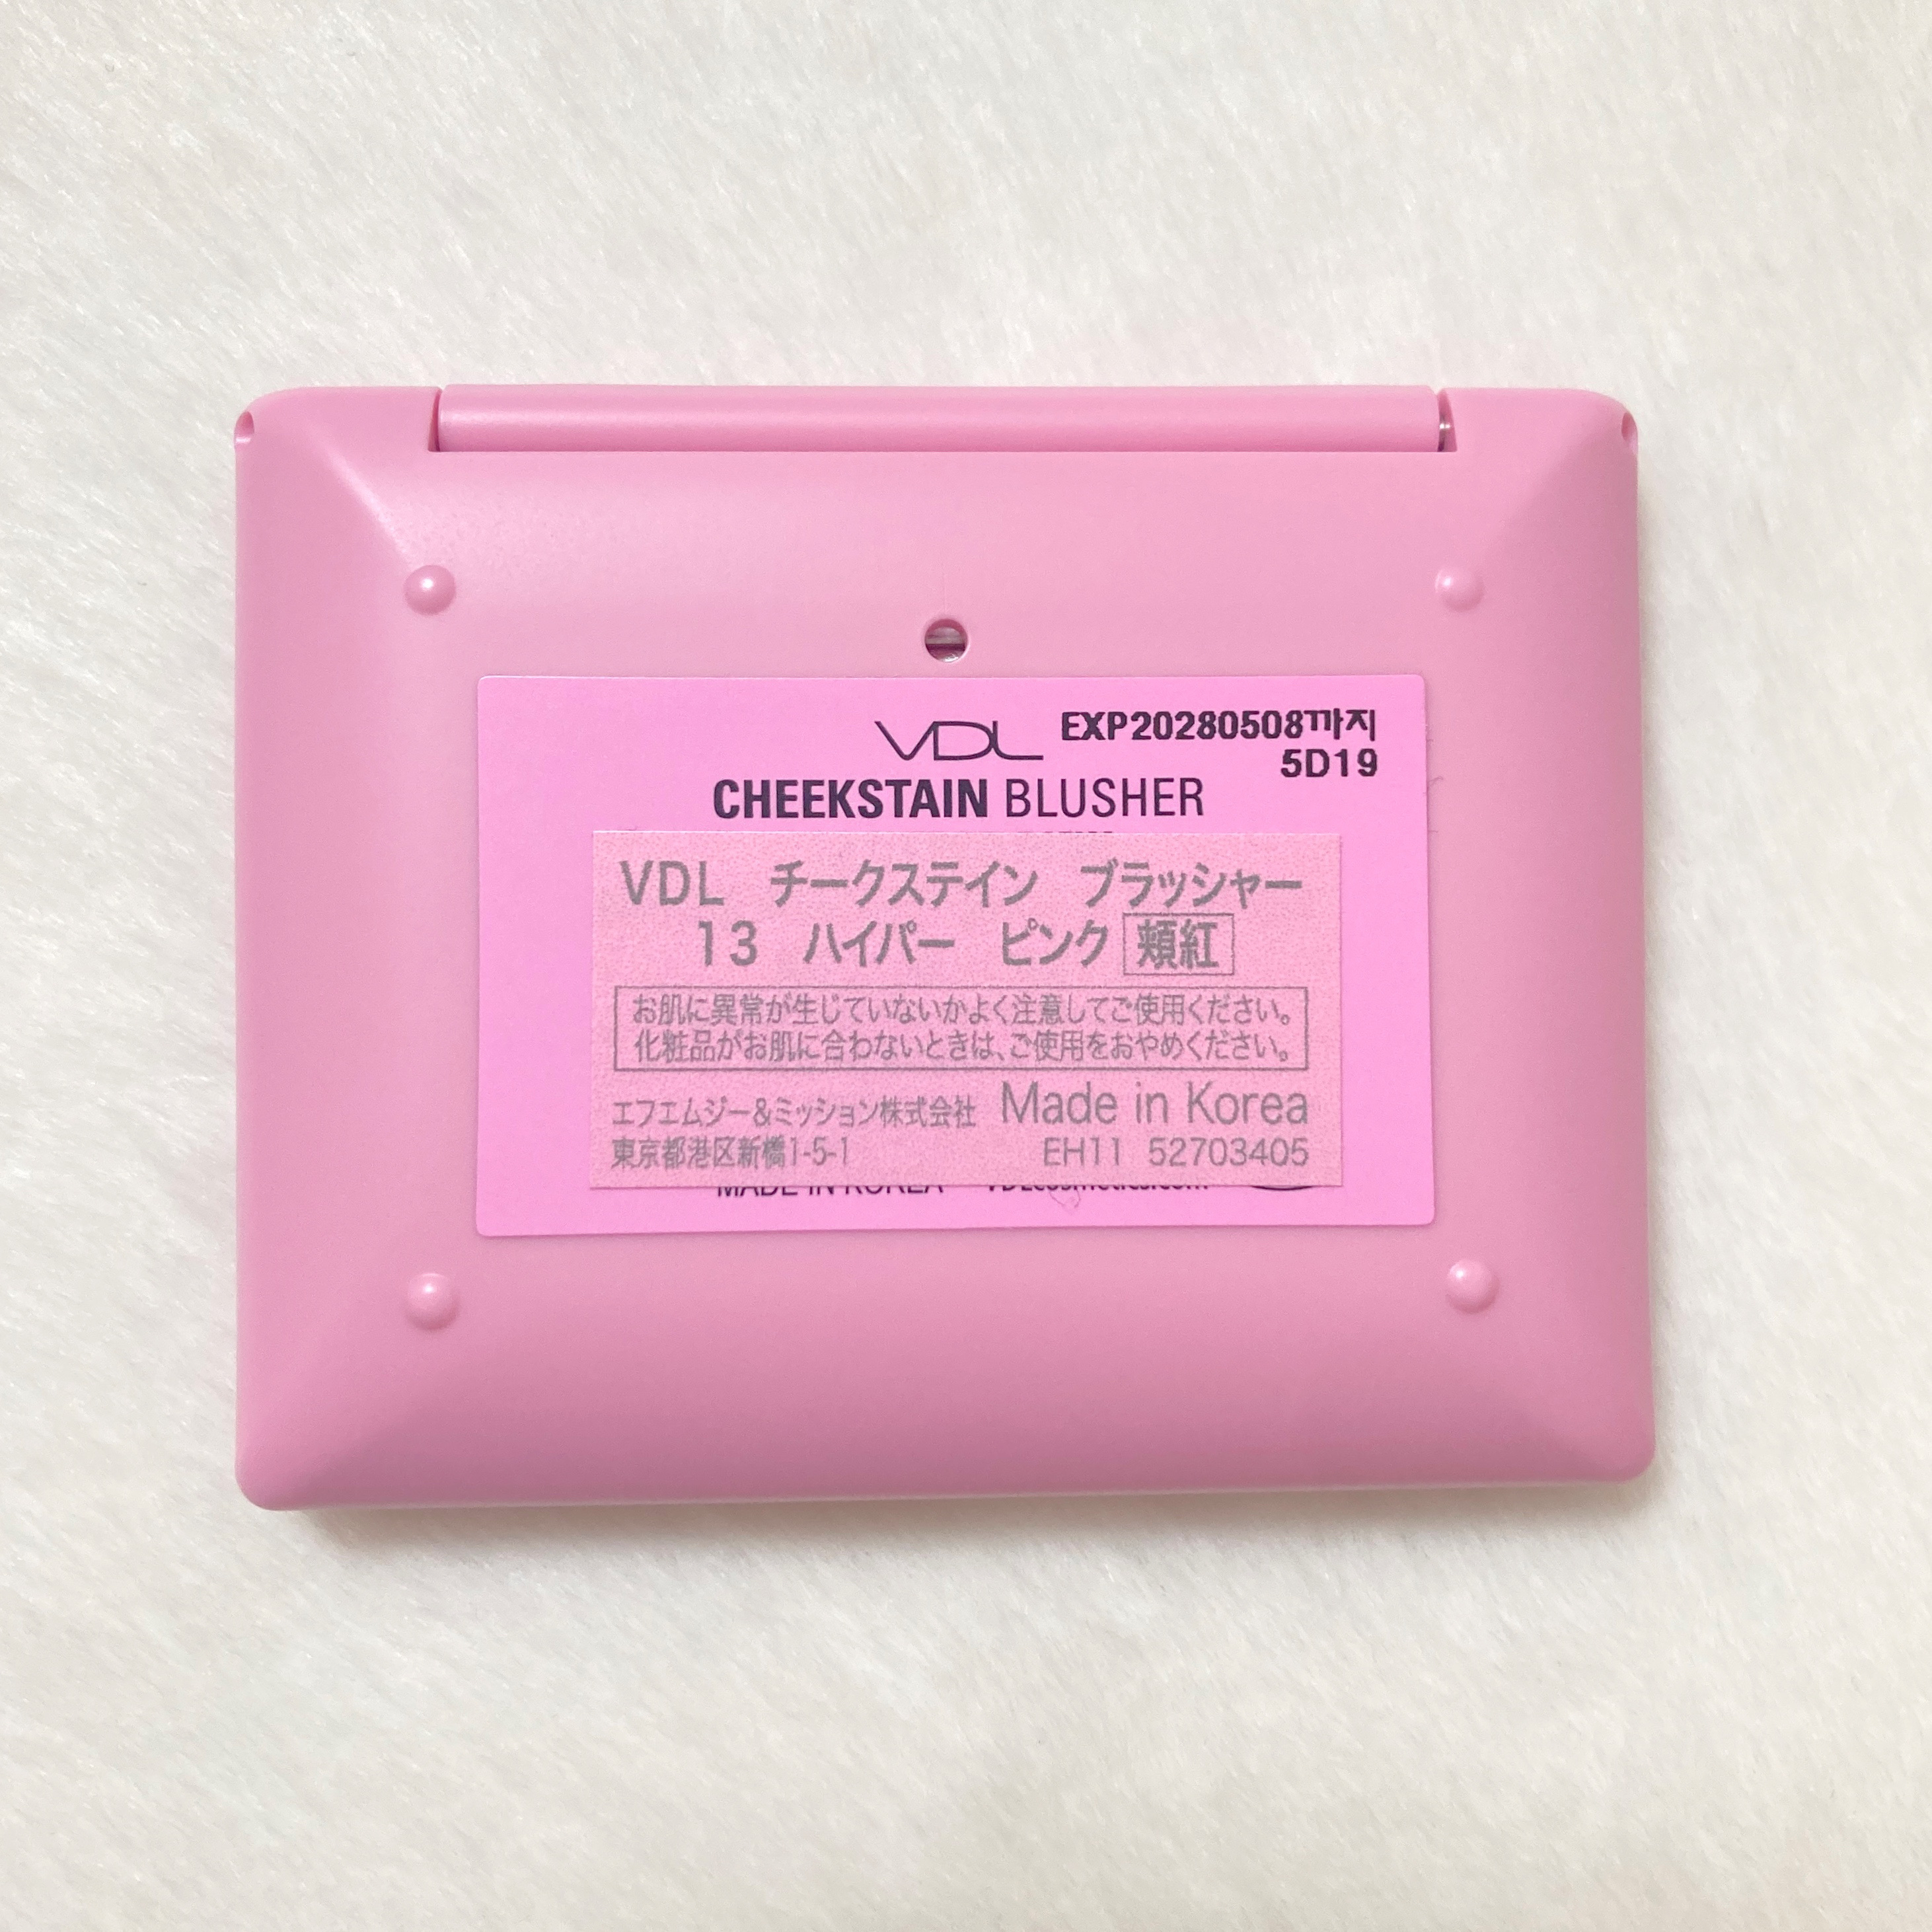 VDL EXP20280508까지
5D19
CHEEKSTAIN BLUSHER
VDL チークステイン ブラッシャー
13 ハイパー ピンク 頬紅
お肌に異常が生じていないかよく注意してご使用ください。
化粧品がお肌に合わないときは、ご使用をおやめください。
エフエムジー&ミッション株式会社 Made in Korea
東京都港区新橋1-5-1 EH11 52703405
MADE IN KOREA VDLcosmetics.com